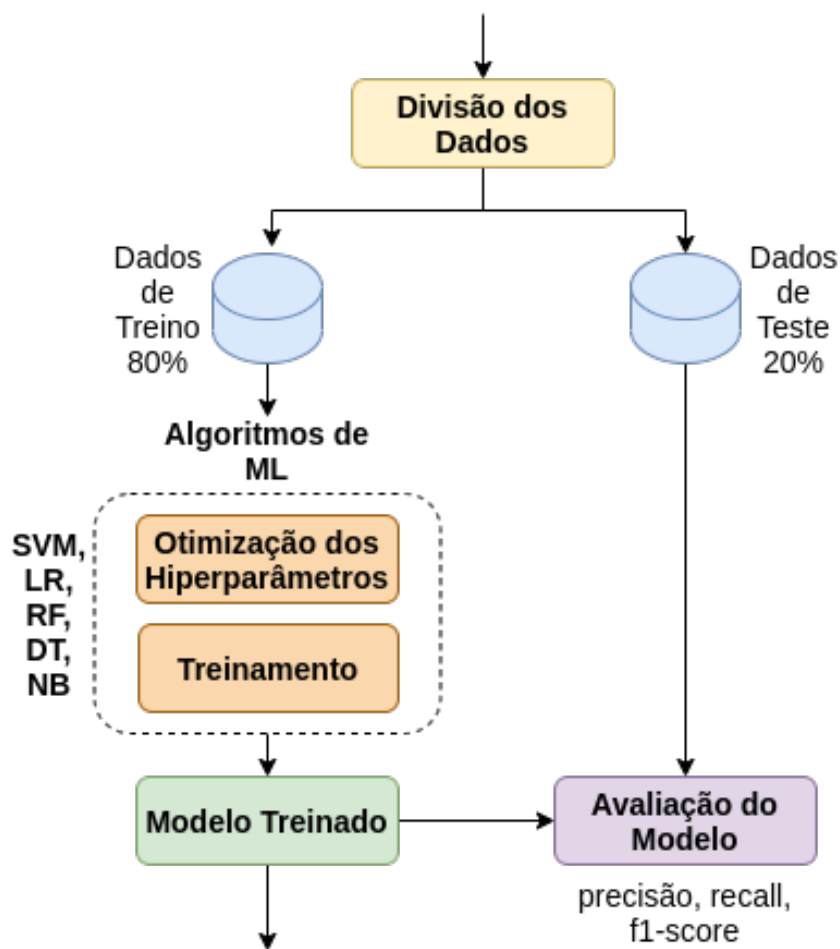 Divisão dos
Dados
Dados
de
Treino
80%
Dados
de
Teste
20%
Algoritmos de
ML
SVM,
LR,
RF,
DT,
NB
Otimização dos
Hiperparâmetros
Treinamento
Modelo Treinado
Avaliação do
Modelo
precisão, recall,
f1-score